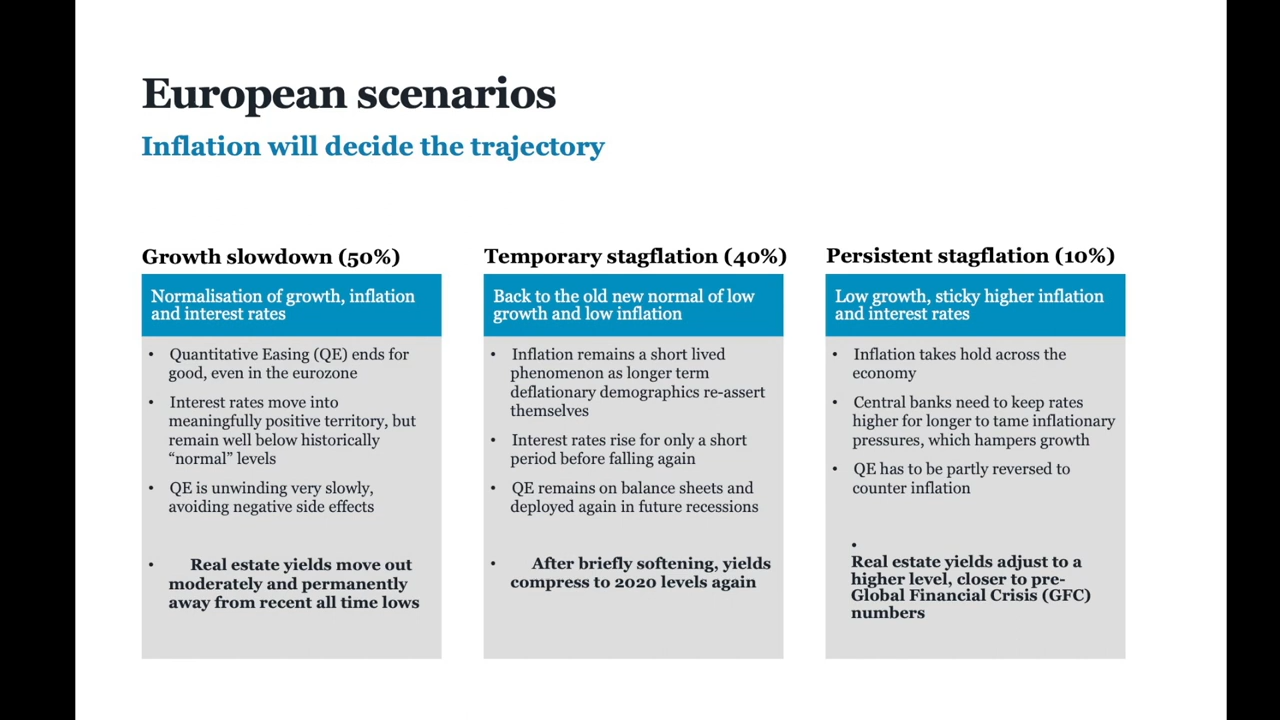 European scenarios
Inflation will decide the trajectory
Growth slowdown (50%)
Normalisation of growth, inflation
and interest rates
• Quantitative Easing (QE) ends for
good, even in the eurozone
• Interest rates move into
meaningfully positive territory, but
remain well below historically
“normal” levels
• QE is unwinding very slowly,
avoiding negative side effects
• Real estate yields move out
moderately and permanently
away from recent all time lows
Temporary stagflation (40%)
Back to the old new normal of low
growth and low inflation
• Inflation remains a short lived
phenomenon as longer term
deflationary demographics re-assert
themselves
• Interest rates rise for only a short
period before falling again
• QE remains on balance sheets and
deployed again in future recessions
• After briefly softening, yields
compress to 2020 levels again
Persistent stagflation (10%)
Low growth, sticky higher inflation
and interest rates
• Inflation takes hold across the
economy
• Central banks need to keep rates
higher for longer to tame inflationary
pressures, which hampers growth
• QE has to be partly reversed to
counter inflation
•
Real estate yields adjust to a
higher level, closer to pre-
Global Financial Crisis (GFC)
numbers